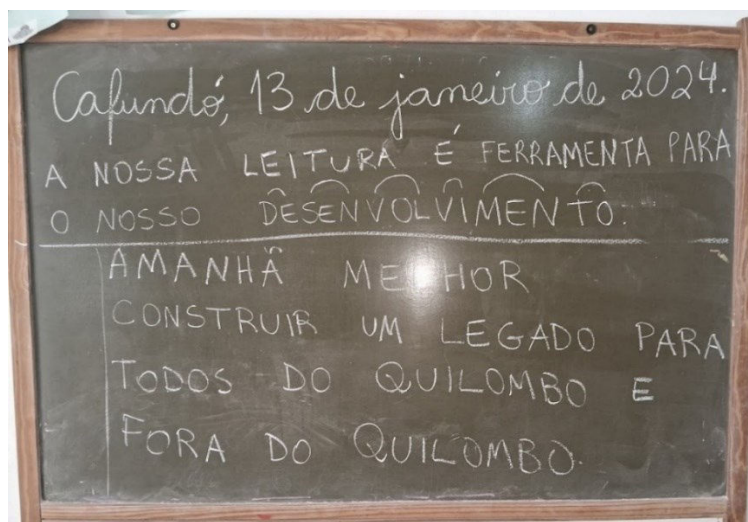 Cafundó, 13 de janeiro de 2024.
A NOSSA LEITURA É FERRAMENTA PARA
O NOSSO DESENVOLVIMENTO.
AMANHÃ MELHOR
CONSTRUIR UM LEGADO PARA
TODOS DO QUILOMBO E
FORA DO QUILOMBO.